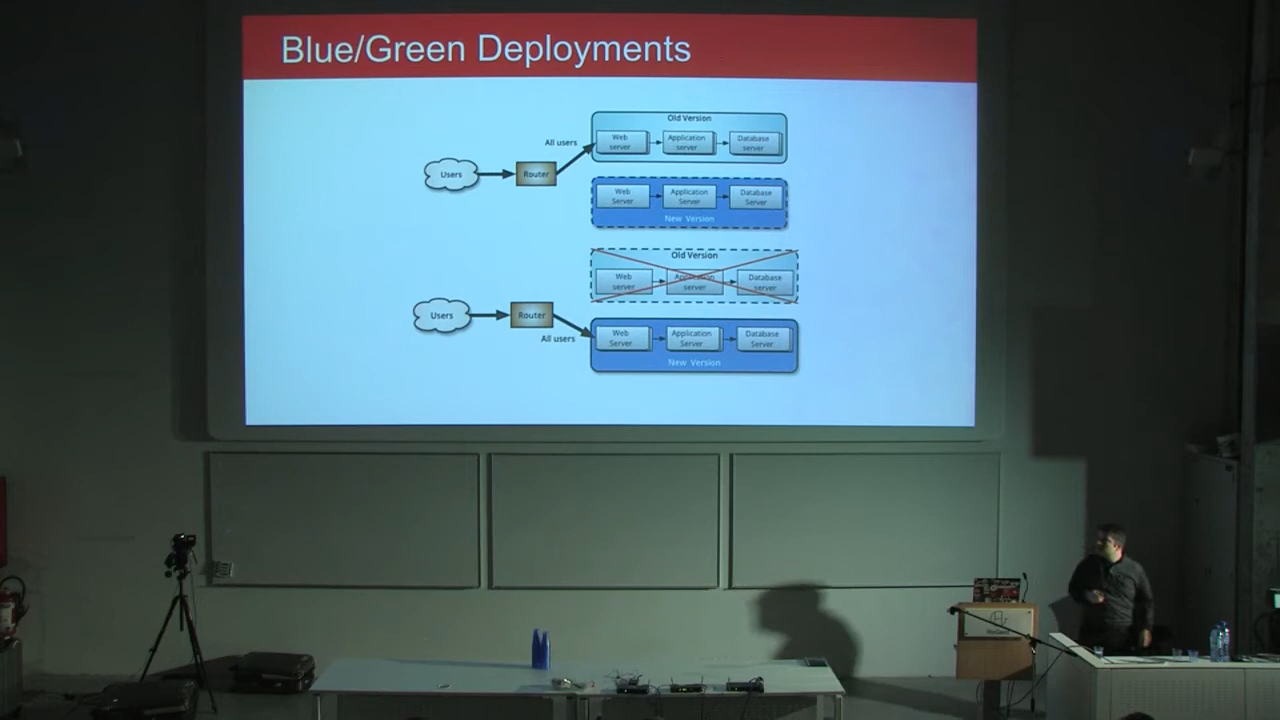 Blue/Green Deployments
Old Version
All users
Web
server
Application
server
Database
server
Users
Router
Web
Server
Application
Server
Database
Server
New Version
Old Version
Web
server
Application
server
Database
server
Users
Router
All users
Web
Server
Application
Server
Database
Server
New Version